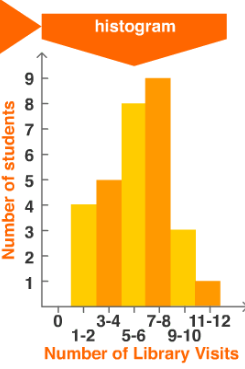 histogram
Number of students
9
8
7
6
5
4
3
2
1
0 3-4 7-8 11-12
1-2 5-6 9-10
Number of Library Visits